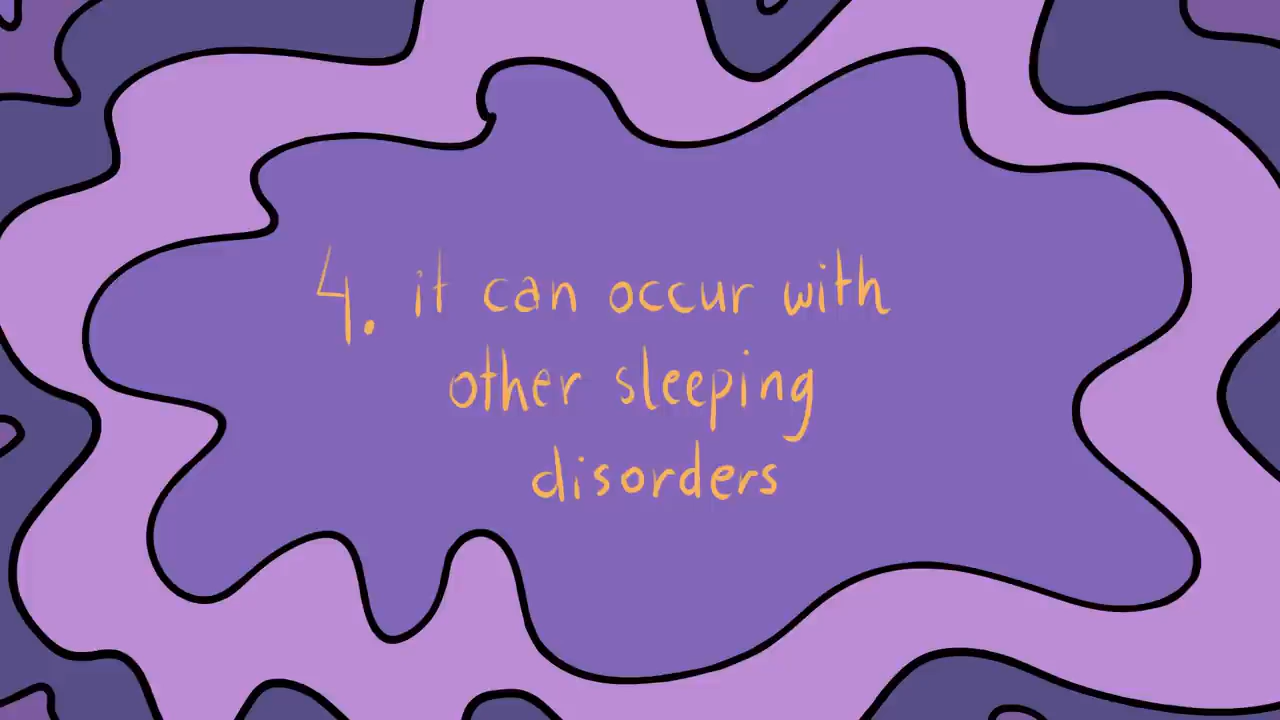 4. it can occur with
other sleeping
disorders